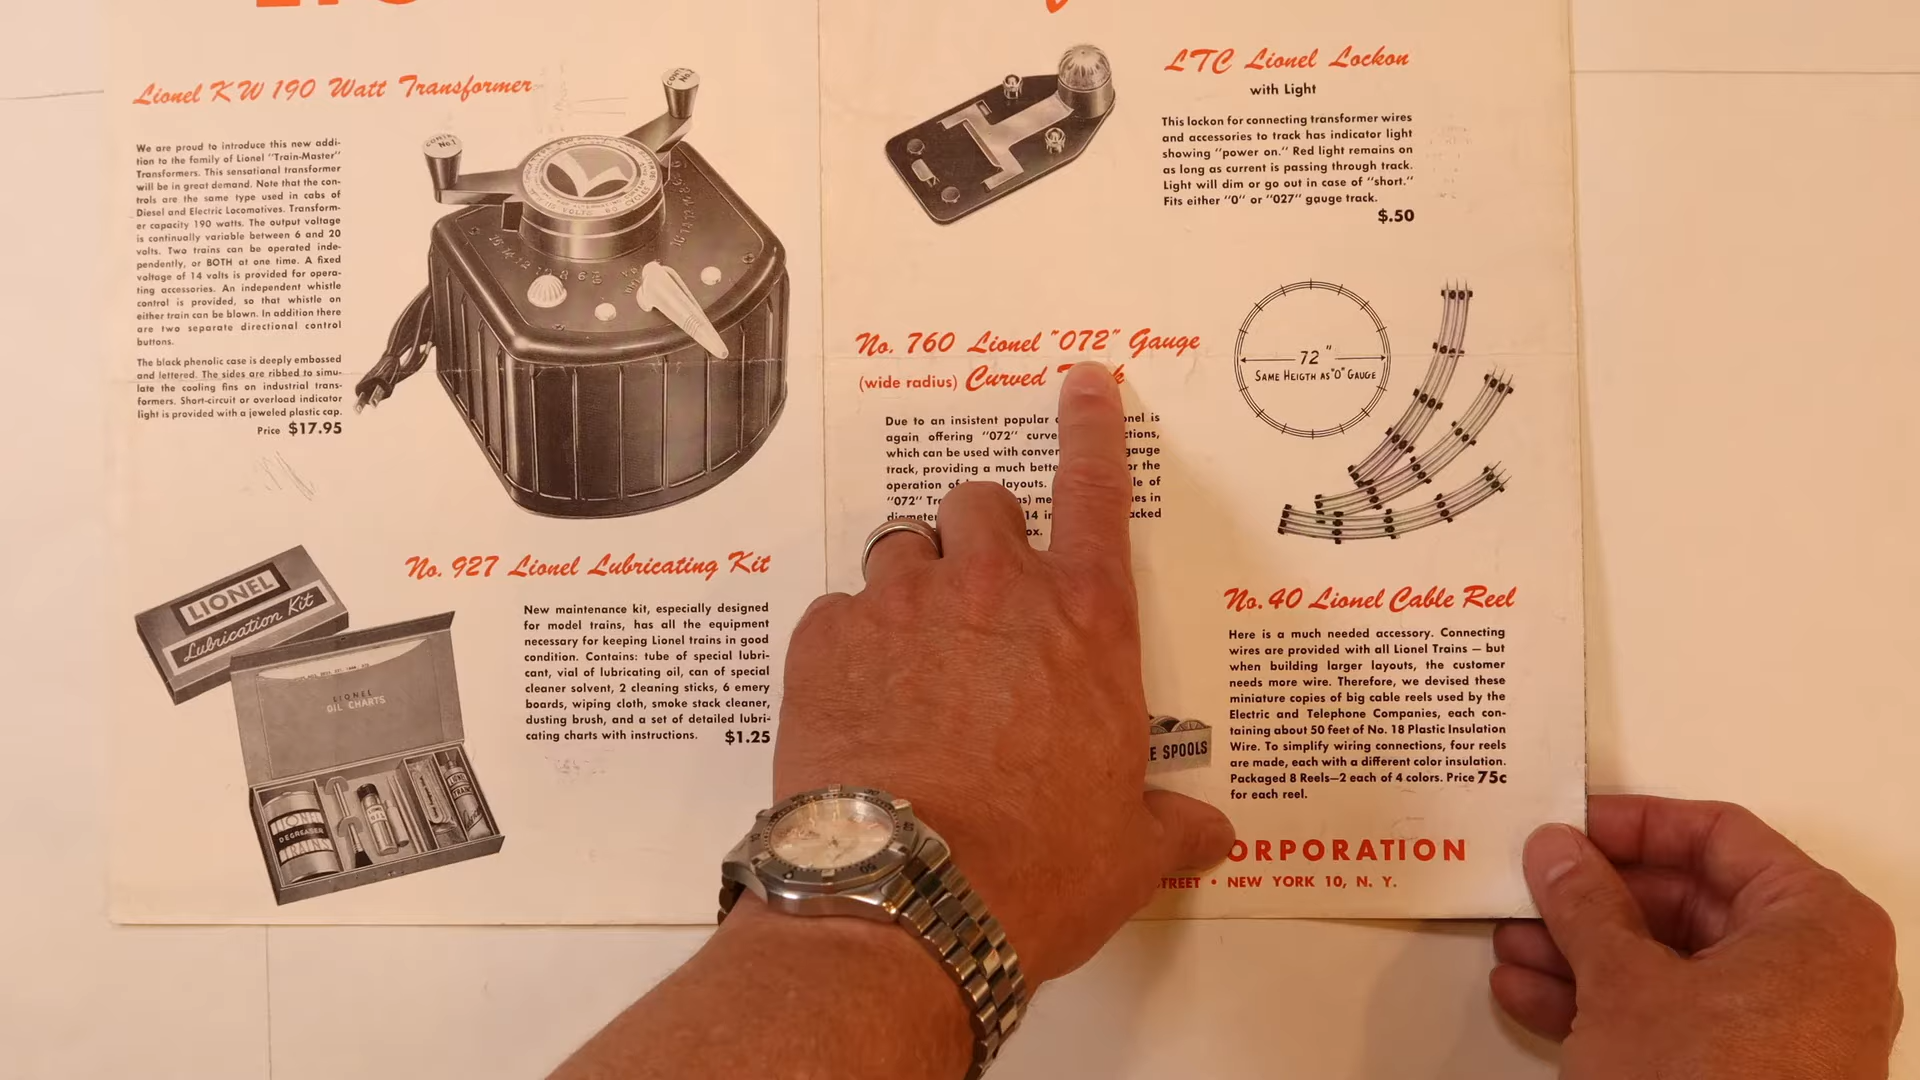 Lionel KW 190 Watt Transformer
We are proud to introduce this new addi-
tion to the family of Lionel "Train-Master"
Transformers. This sensational transformer
will be in great demand. Note that the con-
trols are the same type used in cabs of
Diesel and Electric Locomotives. Transform-
er capacity 190 watts. The output voltage
is continually variable between 6 and 20
volts. Two trains can be operated inde-
pendently, or BOTH at one time. A fixed
voltage of 14 volts is provided for opera-
ting accessories. An independent whistle
control is provided, so that whistle on
either train can be blown. In addition there
are two separate directional control
buttons.
The black phenolic case is deeply embossed
and lettered. The sides are ribbed to simu-
late the cooling fins on industrial trans-
formers. Short-circuit or overload indicator
light is provided with a jeweled plastic cap.
Price $17.95
No. 927 Lionel Lubricating Kit
New maintenance kit, especially designed
for model trains, has all the equipment
necessary for keeping Lionel trains in good
condition. Contains: tube of special lubri-
cant, vial of lubricating oil, can of special
cleaner solvent, 2 cleaning sticks, 6 emery
boards, wiping cloth, smoke stack cleaner,
dusting brush, and a set of detailed lubri-
cating charts with instructions. $1.25
LIONEL
Lubrication Kit
LIONEL
OIL CHARTS
LIONEL
DEGREASER
TRAINS
LTC Lionel Lockon
with Light
This lockon for connecting transformer wires
and accessories to track has indicator light
showing "power on." Red light remains on
as long as current is passing through track.
Light will dim or go out in case of "short."
Fits either "0" or "027" gauge track.
$.50
No. 760 Lionel "072" Gauge
(wide radius) Curved
Due to an insistent popular
again offering "072"
which can be used with gauge
track, providing a much or the
operation of layouts. of
"072" in
14
72"
SAME HEIGTH AS "O" GAUGE
No. 40 Lionel Cable Reel
Here is a much needed accessory. Connecting
wires are provided with all Lionel Trains — but
when building larger layouts, the customer
needs more wire. Therefore, we devised these
miniature copies of big cable reels used by the
Electric and Telephone Companies, each con-
taining about 50 feet of No. 18 Plastic Insulation
Wire. To simplify wiring connections, four reels
are made, each with a different color insulation.
Packaged 8 Reels—2 each of 4 colors. Price 75c
for each reel.
SPOOLS
ORPORATION
TREET • NEW YORK 10, N. Y.